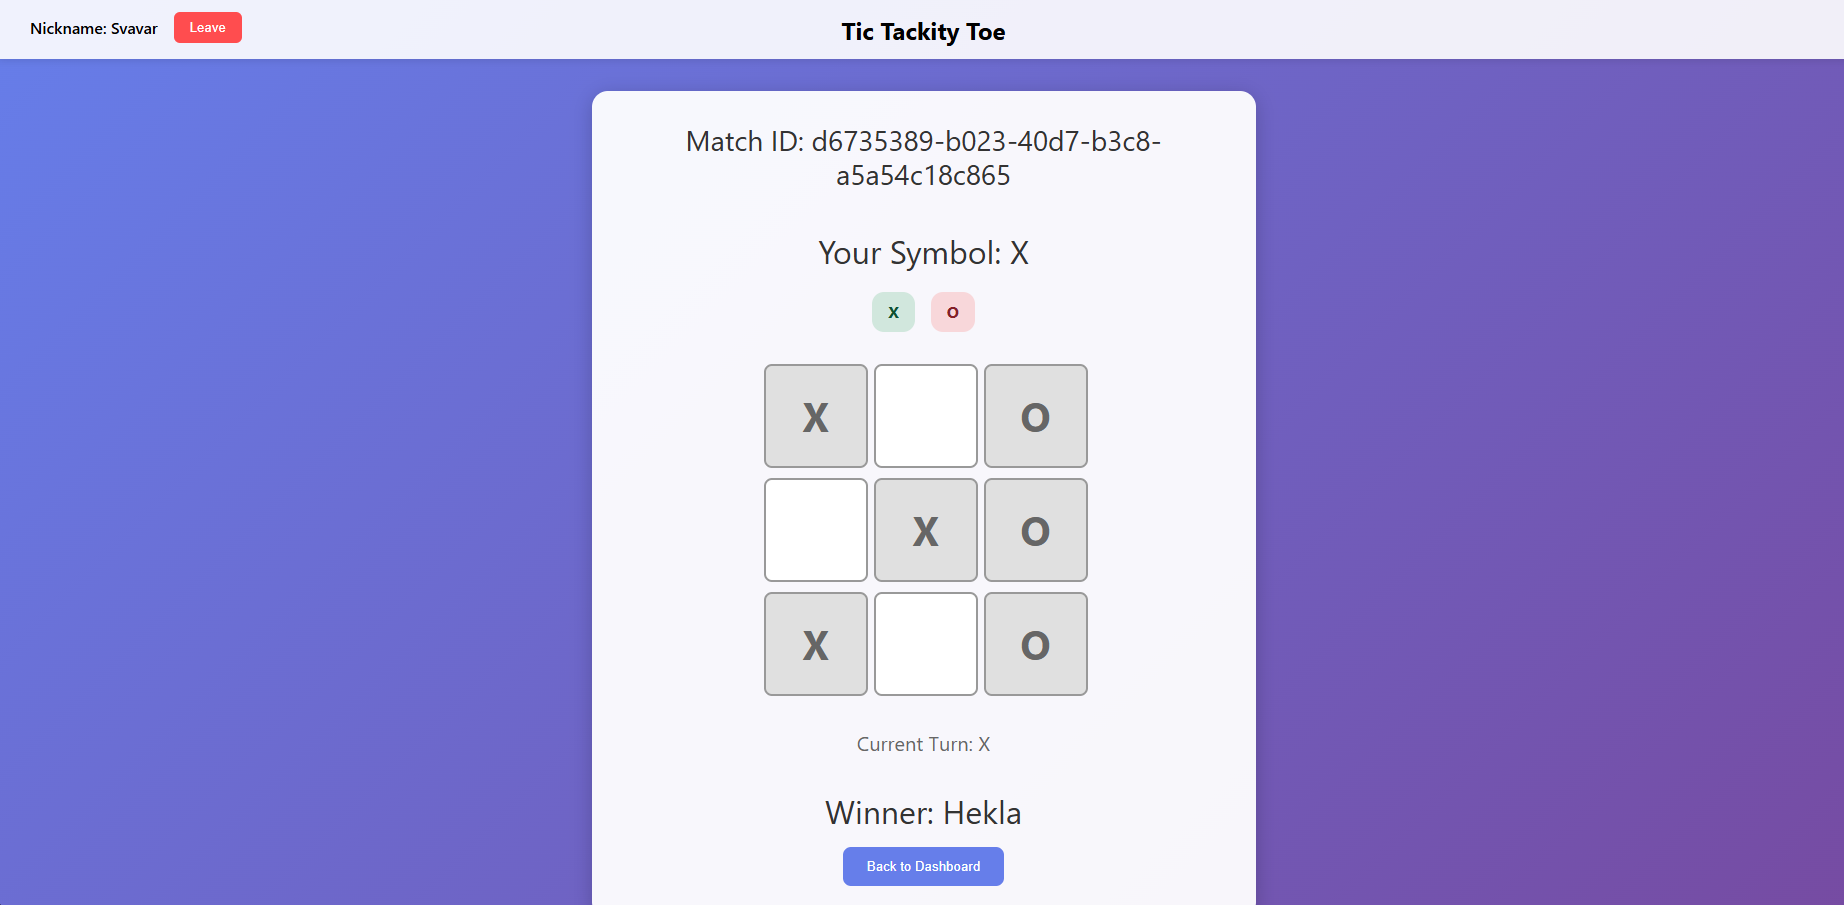 Nickname: Svavar
Leave
Tic Tackity Toe
Match ID: d6735389-b023-40d7-b3c8-
a5a54c18c865
Your Symbol: X
X O
X O
X O
X O
Current Turn: X
Winner: Hekla
Back to Dashboard